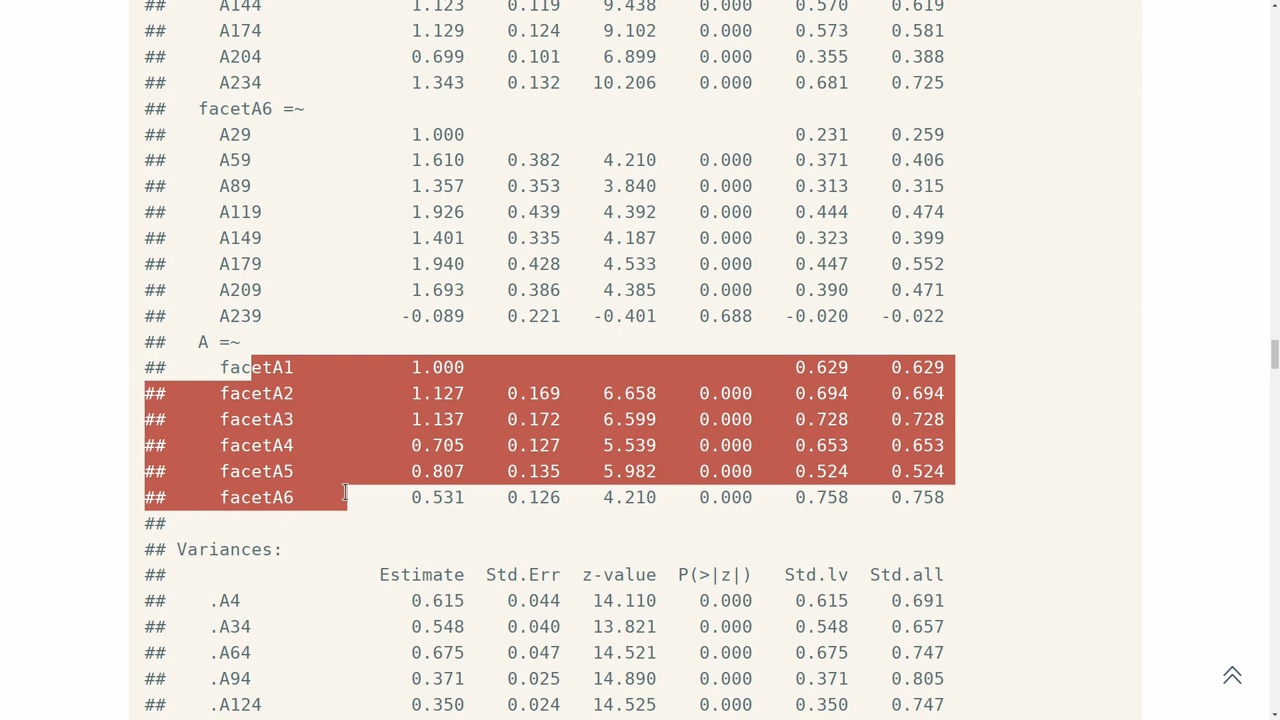 ##     A144              1.123    0.119    9.438    0.000    0.570    0.619
##     A174              1.129    0.124    9.102    0.000    0.573    0.581
##     A204              0.699    0.101    6.899    0.000    0.355    0.388
##     A234              1.343    0.132   10.206    0.000    0.681    0.725
##   facetA6 =~
##     A29               1.000                               0.231    0.259
##     A59               1.610    0.382    4.210    0.000    0.371    0.406
##     A89               1.357    0.353    3.840    0.000    0.313    0.315
##     A119              1.926    0.439    4.392    0.000    0.444    0.474
##     A149              1.401    0.335    4.187    0.000    0.323    0.399
##     A179              1.940    0.428    4.533    0.000    0.447    0.552
##     A209              1.693    0.386    4.385    0.000    0.390    0.471
##     A239             -0.089    0.221   -0.401    0.688   -0.020   -0.022
##   A =~
##     facetA1           1.000                               0.629    0.629
##     facetA2           1.127    0.169    6.658    0.000    0.694    0.694
##     facetA3           1.137    0.172    6.599    0.000    0.728    0.728
##     facetA4           0.705    0.127    5.539    0.000    0.653    0.653
##     facetA5           0.807    0.135    5.982    0.000    0.524    0.524
##     facetA6           0.531    0.126    4.210    0.000    0.758    0.758
##
## Variances:
##                    Estimate  Std.Err  z-value  P(>|z|)   Std.lv  Std.all
##    .A4                0.615    0.044   14.110    0.000    0.615    0.691
##    .A34               0.548    0.040   13.821    0.000    0.548    0.657
##    .A64               0.675    0.047   14.521    0.000    0.675    0.747
##    .A94               0.371    0.025   14.890    0.000    0.371    0.805
##    .A124              0.350    0.024   14.525    0.000    0.350    0.747